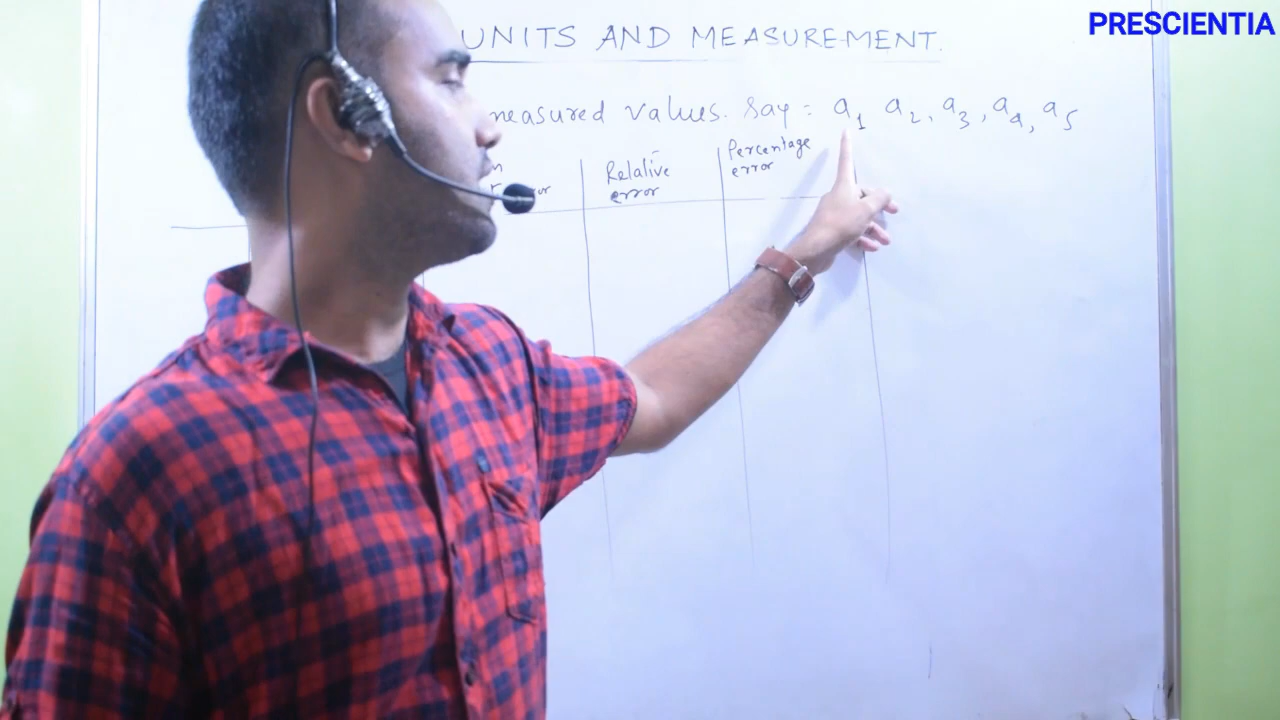 PRESCIENTIA
UNITS AND MEASUREMENT.
measured values. Say = a1 a2, a3, a4, a5
Relative error
Percentage error